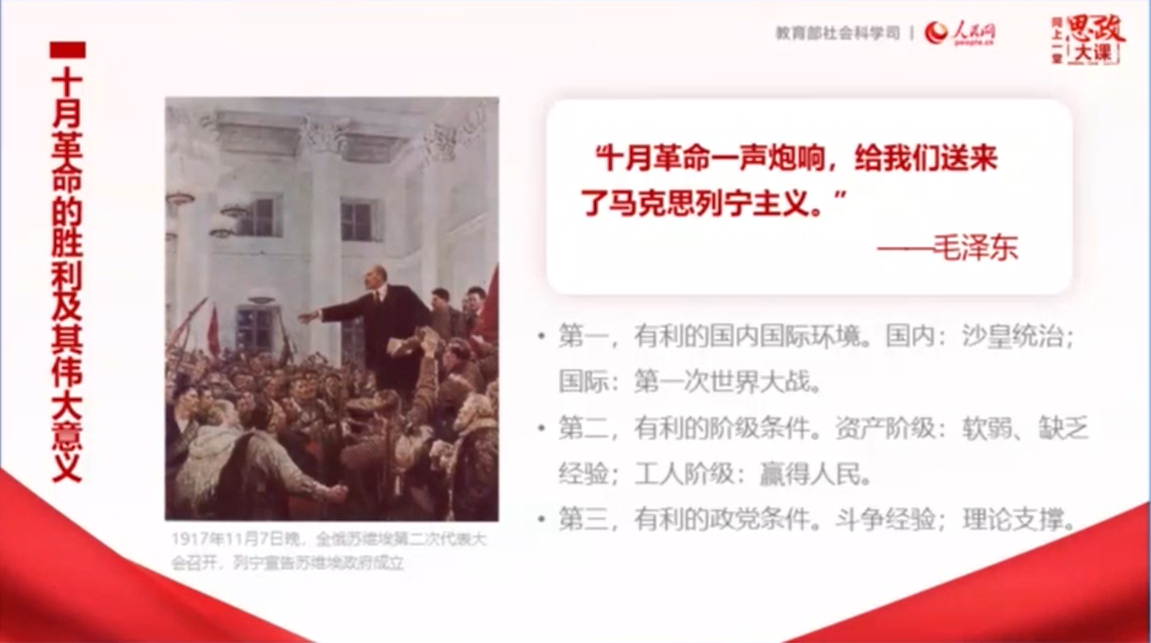 教育部社会科学司 | 人民网
people.cn
同上一堂
思政
大课
十月革命的胜利及其伟大意义
“十月革命一声炮响，给我们送来
了马克思列宁主义。”
——毛泽东
• 第一，有利的国内国际环境。国内：沙皇统治；
国际：第一次世界大战。
• 第二，有利的阶级条件。资产阶级：软弱、缺乏
经验；工人阶级：赢得人民。
• 第三，有利的政党条件。斗争经验；理论支撑。
1917年11月7日晚，全俄苏维埃第二次代表大
会召开，列宁宣告苏维埃政府成立